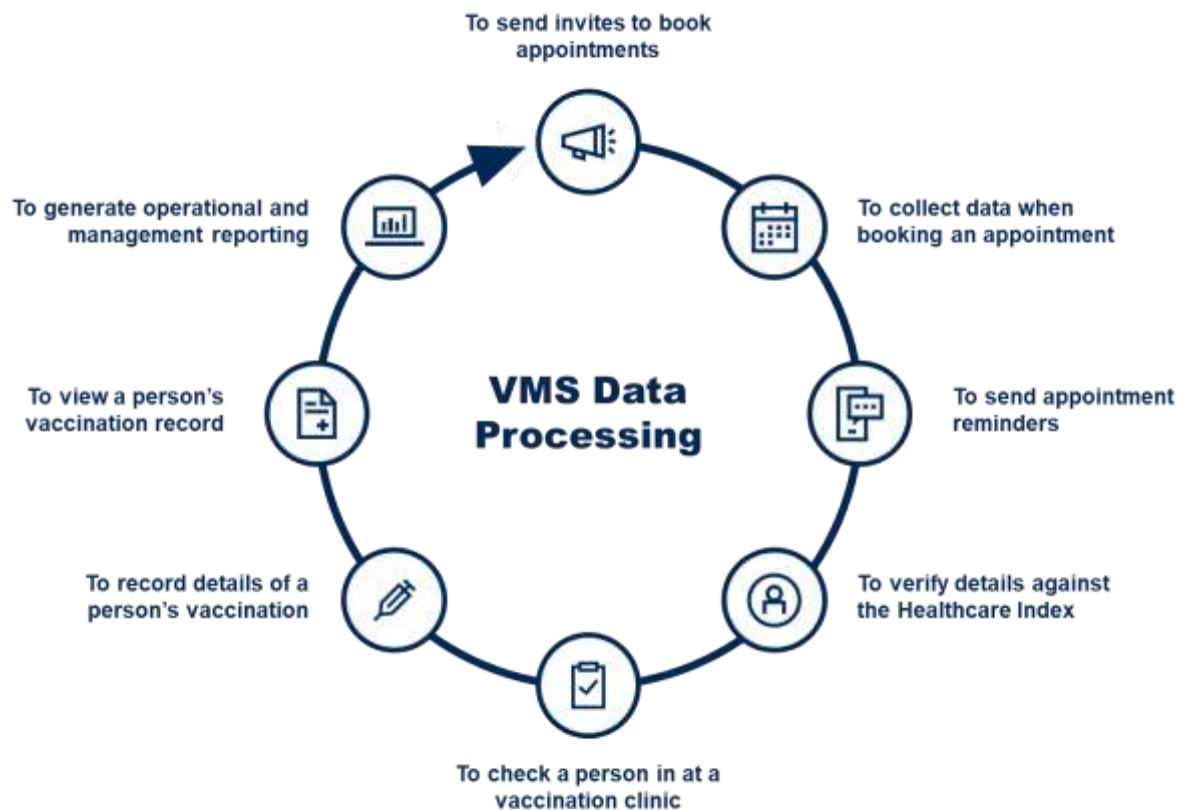 To send invites to book
appointments
To collect data when
booking an appointment
To send appointment
reminders
To verify details against
the Healthcare Index
To check a person in at a
vaccination clinic
To record details of a
person's vaccination
To view a person's
vaccination record
To generate operational and
management reporting
VMS Data
Processing